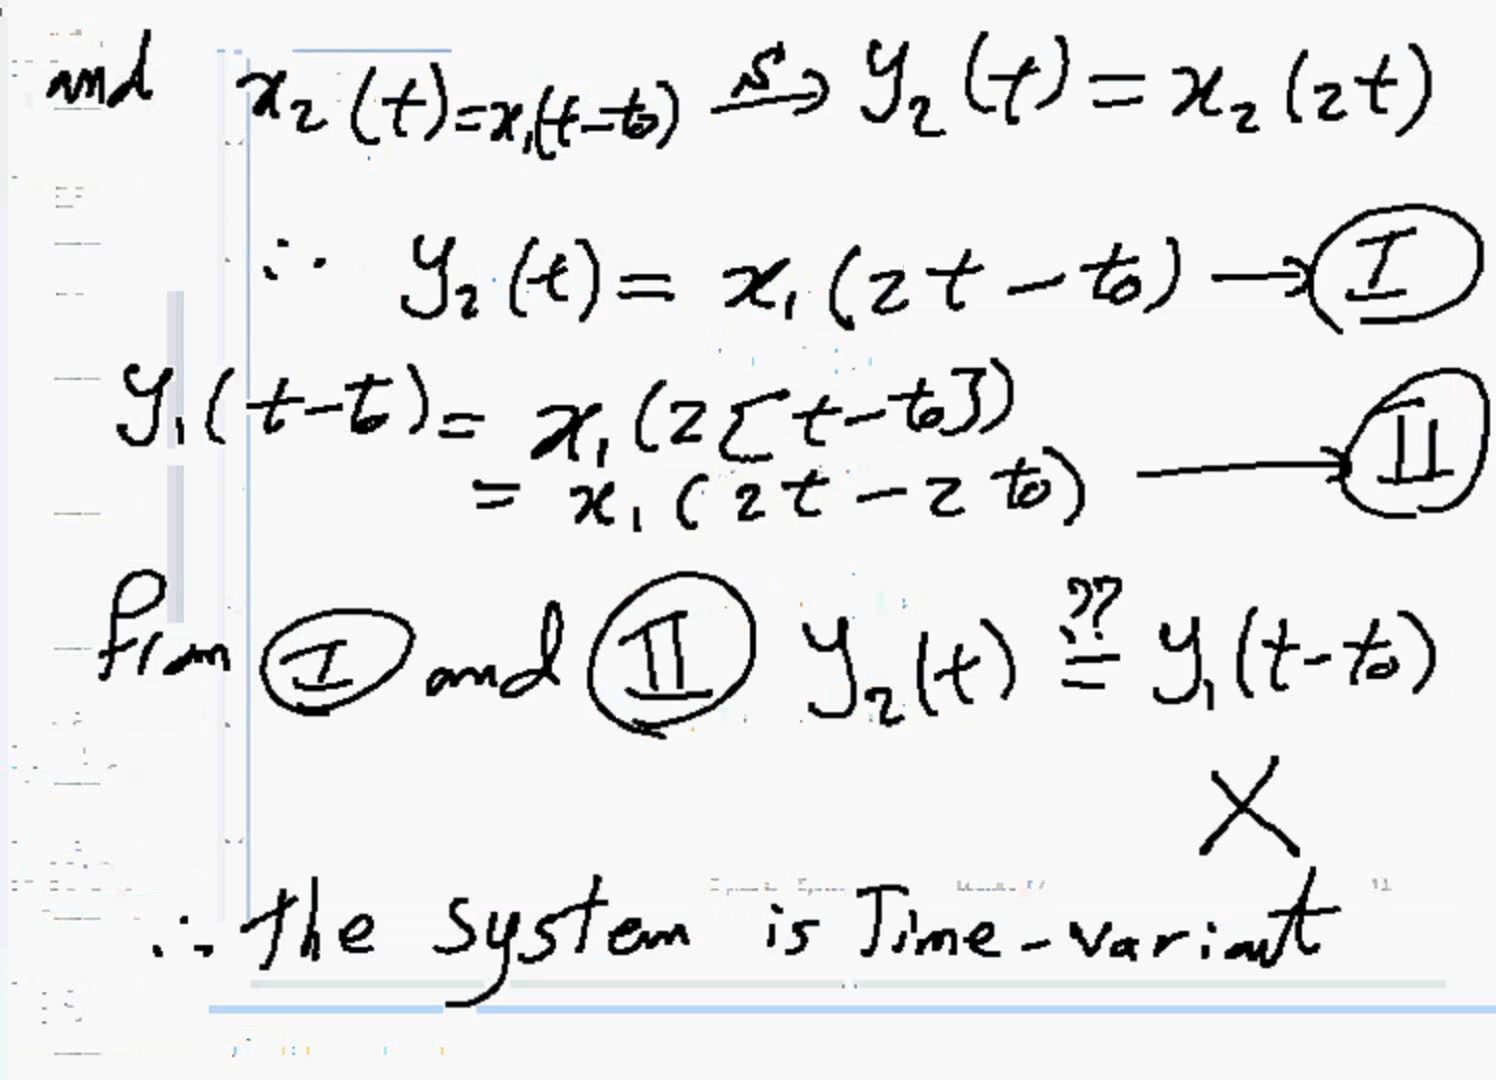 and x₂(t)=x₁(t-t₀) S→ y₂(t) = x₂(2t)
∴ y₂(t) = x₁(2t - t₀) → I
y₁(t-t₀) = x₁(2[t-t₀])
= x₁(2t - 2t₀) → II
From I and II y₂(t) =?? y₁(t-t₀)
X
∴ the system is Time-variant